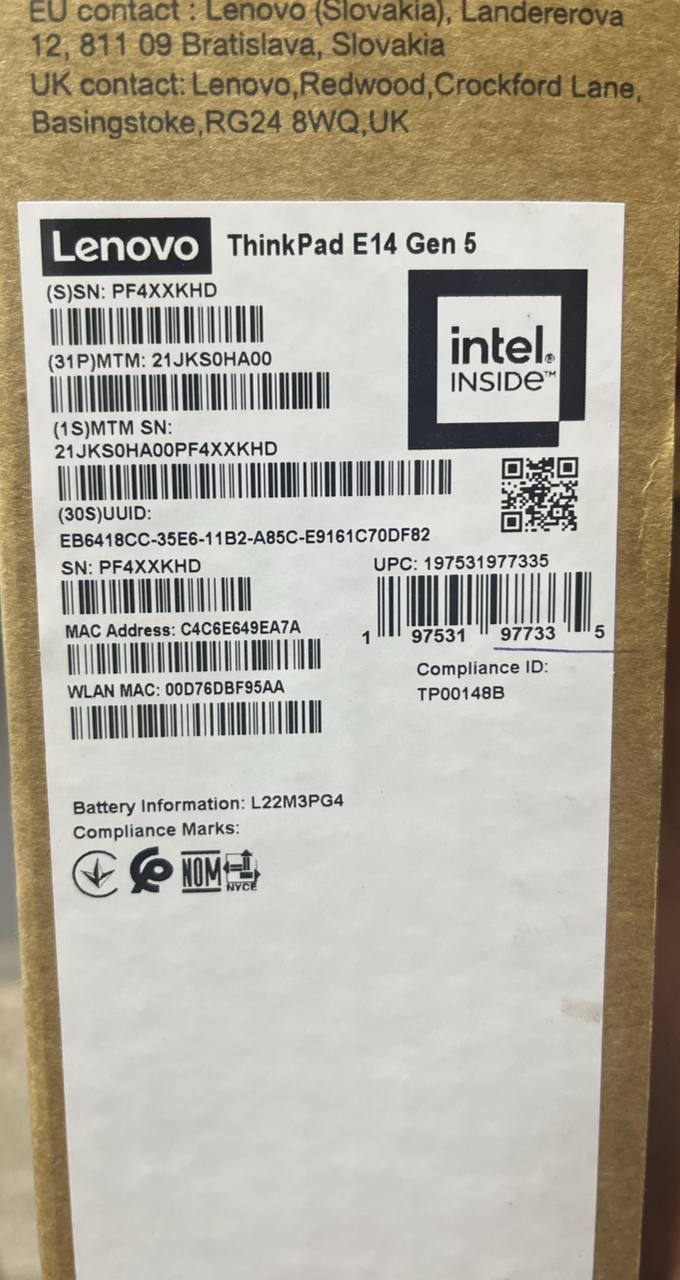 EU contact : Lenovo (Slovakia), Landererova
12, 811 09 Bratislava, Slovakia
UK contact: Lenovo,Redwood,Crockford Lane,
Basingstoke,RG24 8WQ,UK
Lenovo ThinkPad E14 Gen 5
(S)SN: PF4XXKHD
intel®
INSIDE™
(31P)MTM: 21JKS0HA00
(1S)MTM SN:
21JKS0HA00PF4XXKHD
(30S)UUID:
EB6418CC-35E6-11B2-A85C-E9161C70DF82
SN: PF4XXKHD
UPC: 197531977335
1 97531 97733 5
MAC Address: C4C6E649EA7A
WLAN MAC: 00D76DBF95AA
Compliance ID:
TP00148B
Battery Information: L22M3PG4
Compliance Marks:
NOM
NYCE